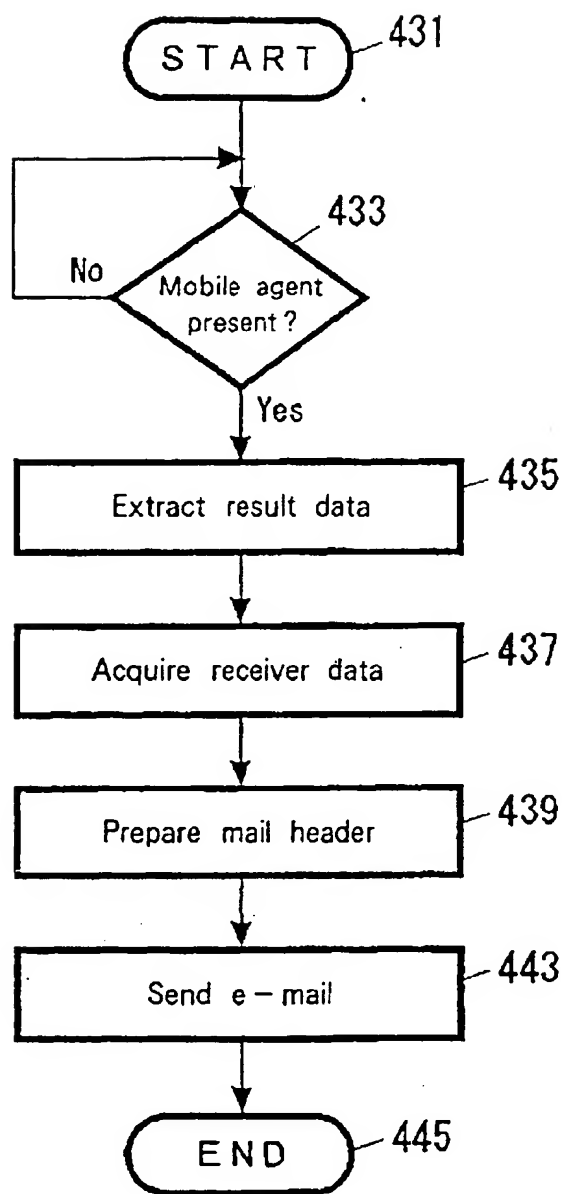 START
431
433
No
Mobile agent
present?
Yes
Extract result data
435
Acquire receiver data
437
Prepare mail header
439
Send e-mail
443
END
445